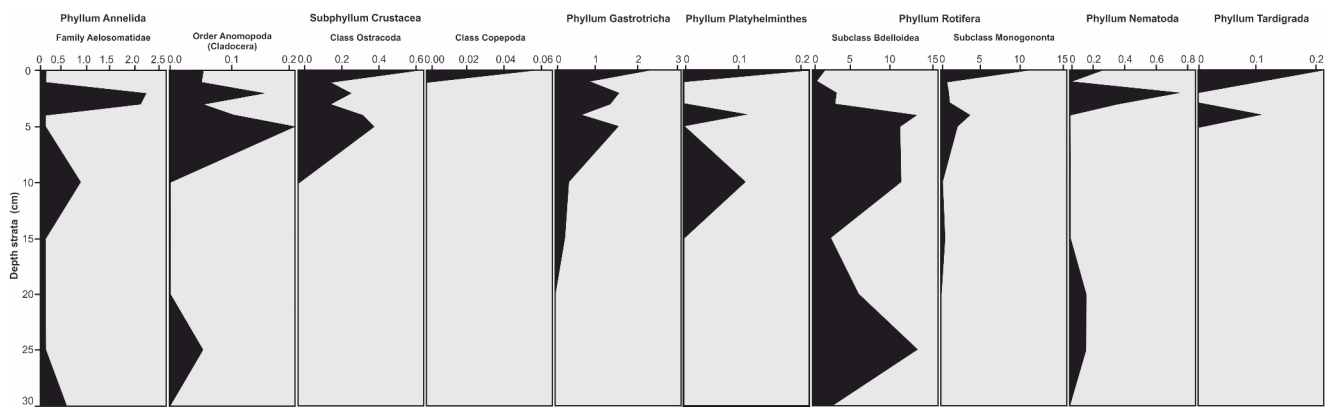 Phyllum Annelida Subphyllum Crustacea Phyllum Gastrotricha Phyllum Platyhelminthes Phyllum Rotifera Phyllum Nematoda Phyllum Tardigrada
Family Aelosomatidae Order Anomopoda Class Ostracoda Class Copepoda Subclass Bdelloidea Subclass Monogononta
(Cladocera)
0 0.5 1.0 1.5 2.0 2.5 0.0 0.1 0.2 0.0 0.2 0.4 0.6 0.00 0.02 0.04 0.06 0 1 2 3 0 0.1 0.2 0 5 10 15 0 5 10 15 0 0.2 0.4 0.6 0.8 0 0.1 0.2
0
5
10
15
20
25
30
Depth strata (cm)